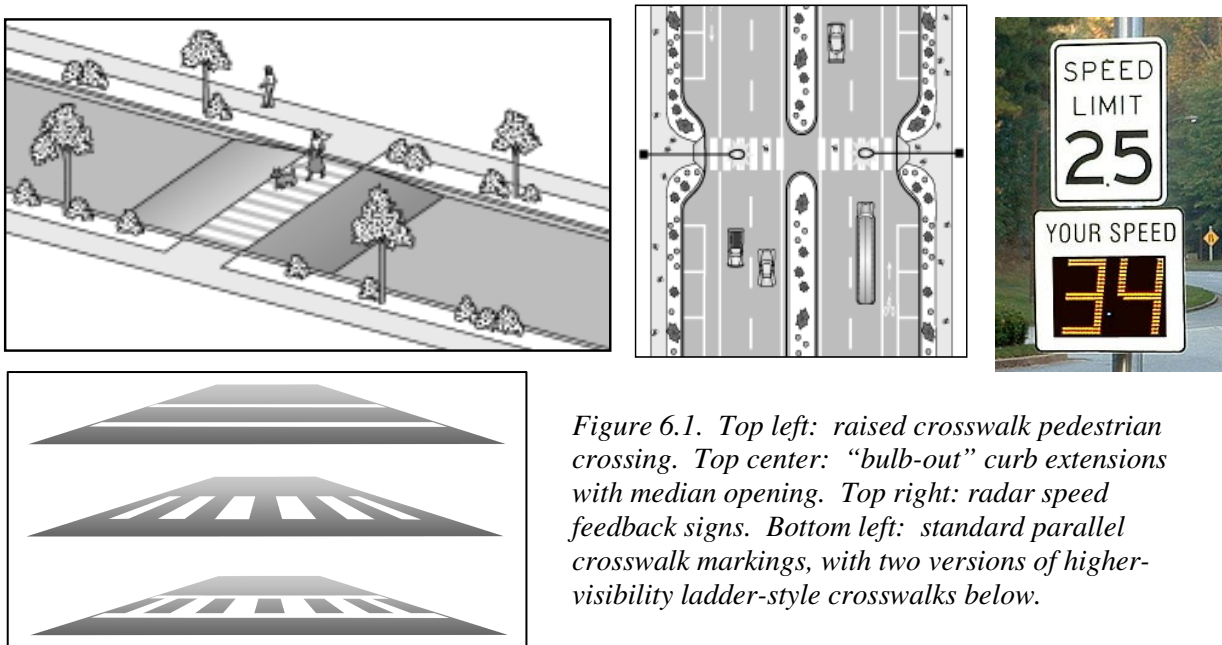 SPEED
LIMIT
25
YOUR SPEED
34
Figure 6.1. Top left: raised crosswalk pedestrian
crossing. Top center: “bulb-out” curb extensions
with median opening. Top right: radar speed
feedback signs. Bottom left: standard parallel
crosswalk markings, with two versions of higher-
visibility ladder-style crosswalks below.